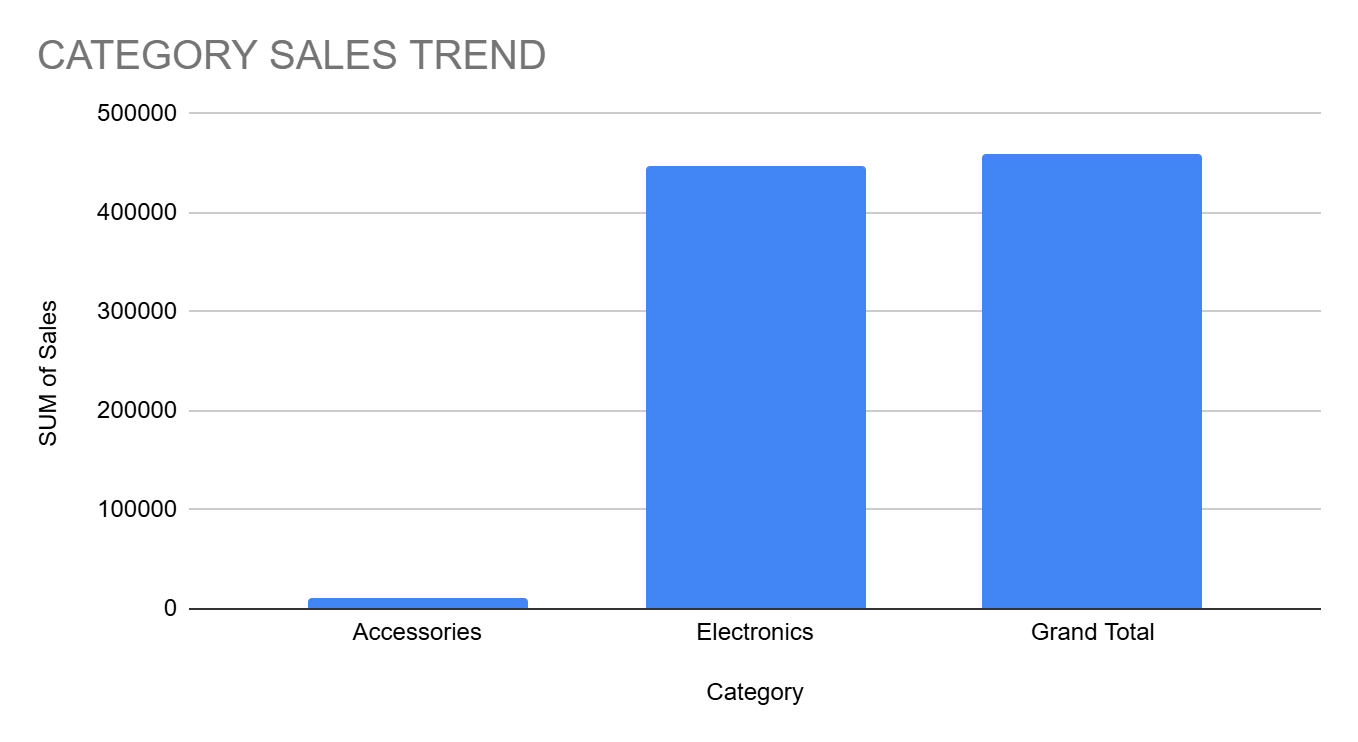 CATEGORY SALES TREND
500000
400000
300000
200000
100000
0
SUM of Sales
Accessories
Electronics
Grand Total
Category